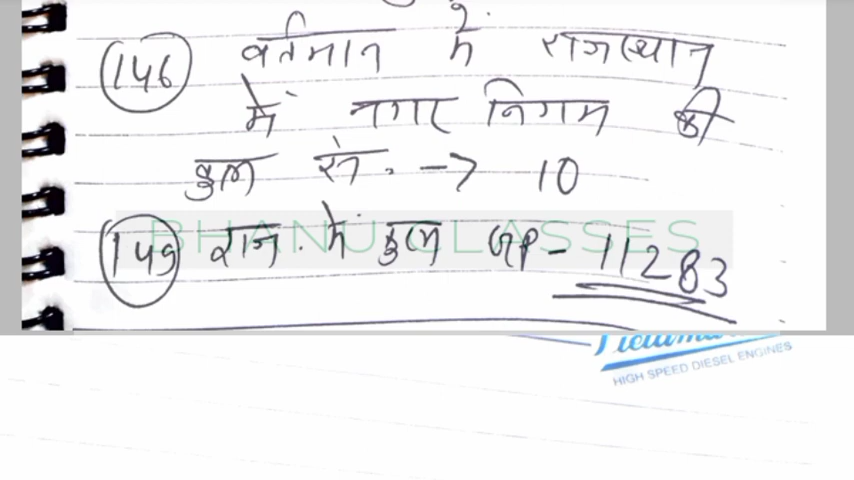 146 वर्तमान में राजस्थान
में नगर निगम की
कुल सं. -> 10
149 राज. में कुल GP - 11283
BHANU CLASSES
HIGH SPEED DIESEL ENGINES